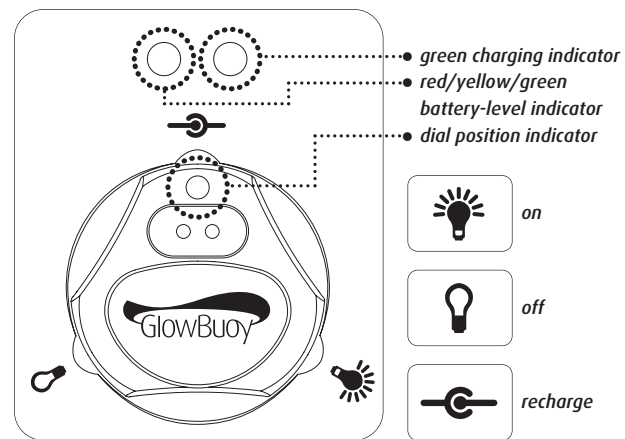 green charging indicator
red/yellow/green
battery-level indicator
dial position indicator
on
GlowBuoy
off
recharge